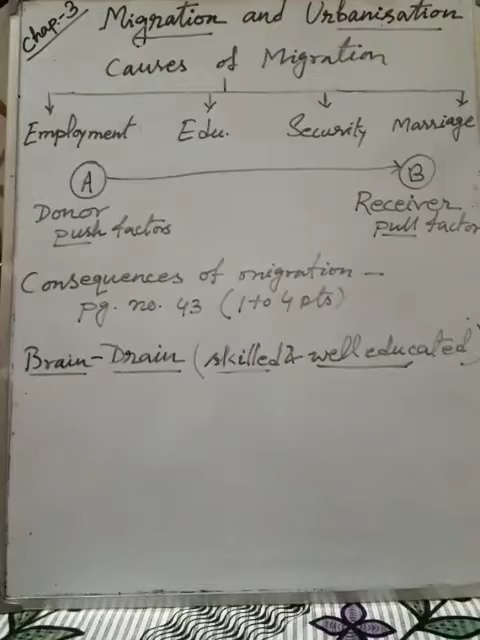 Chap:-3
Migration and Urbanisation
Causes of Migration
Employment Edu. Security Marriage
A B
Donor Receiver
push factors pull factor
Consequences of migration –
pg. no. 43 (1 to 4 pts)
Brain-Drain (skilled & well educated)